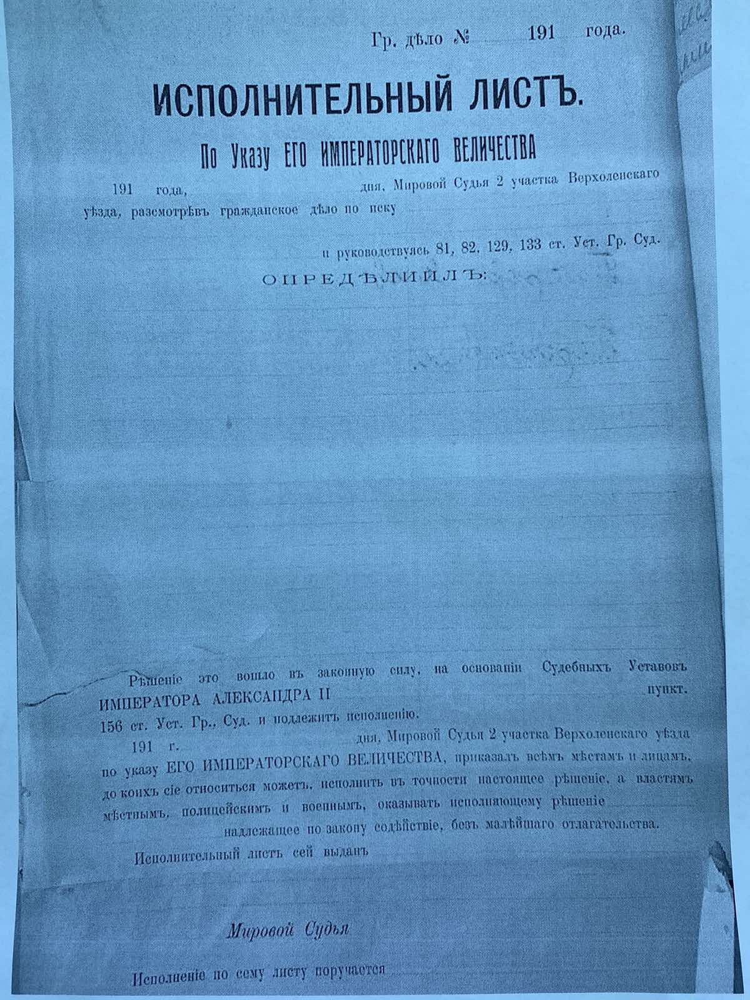 Гр. дѣло № 191 года.
ИСПОЛНИТЕЛЬНЫЙ ЛИСТЪ.
По Указу ЕГО ИМПЕРАТОРСКАГО ВЕЛИЧЕСТВА
191 года, дня, Мировой Судья 2 участка Верхоленскаго
уѣзда, разсмотрѣвъ гражданское дѣло по иску
и руководствуясь 81, 82, 129, 133 ст. Уст. Гр. Суд.
ОПРЕДѢЛИИЛЪ:
Рѣшеніе это вошло въ законную силу, на основаніи Судебныхъ Уставовъ
ИМПЕРАТОРА АЛЕКСАНДРА II пункт.
156 ст. Уст. Гр., Суд. и подлежитъ исполненію.
191 г. дня, Мировой Судья 2 участка Верхоленскаго уѣзда
по указу ЕГО ИМПЕРАТОРСКАГО ВЕЛИЧЕСТВА, приказалъ всѣмъ мѣстамъ и лицамъ,
до коихъ сіе относиться можетъ, исполнить въ точности настоящее рѣшеніе, а властямъ
мѣстнымъ, полицейскимъ и военнымъ, оказывать исполняющему рѣшеніе
надлежащее по закону содѣйствіе, безъ малѣйшаго отлагательства.
Исполнительный листъ сей выданъ
Мировой Судья
Исполненіе по сему листу поручается